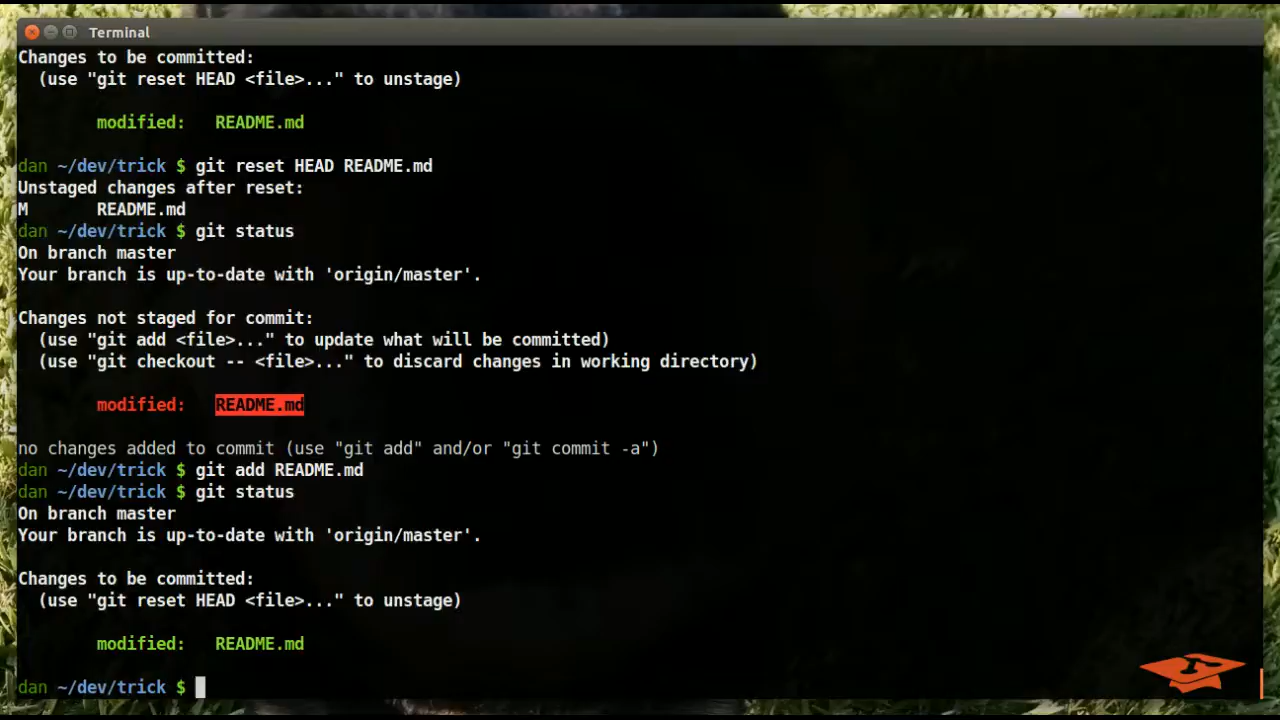 Terminal
Changes to be committed:
(use "git reset HEAD <file>..." to unstage)
modified: README.md
dan ~/dev/trick $ git reset HEAD README.md
Unstaged changes after reset:
M README.md
dan ~/dev/trick $ git status
On branch master
Your branch is up-to-date with 'origin/master'.
Changes not staged for commit:
(use "git add <file>..." to update what will be committed)
(use "git checkout -- <file>..." to discard changes in working directory)
modified: README.md
no changes added to commit (use "git add" and/or "git commit -a")
dan ~/dev/trick $ git add README.md
dan ~/dev/trick $ git status
On branch master
Your branch is up-to-date with 'origin/master'.
Changes to be committed:
(use "git reset HEAD <file>..." to unstage)
modified: README.md
dan ~/dev/trick $